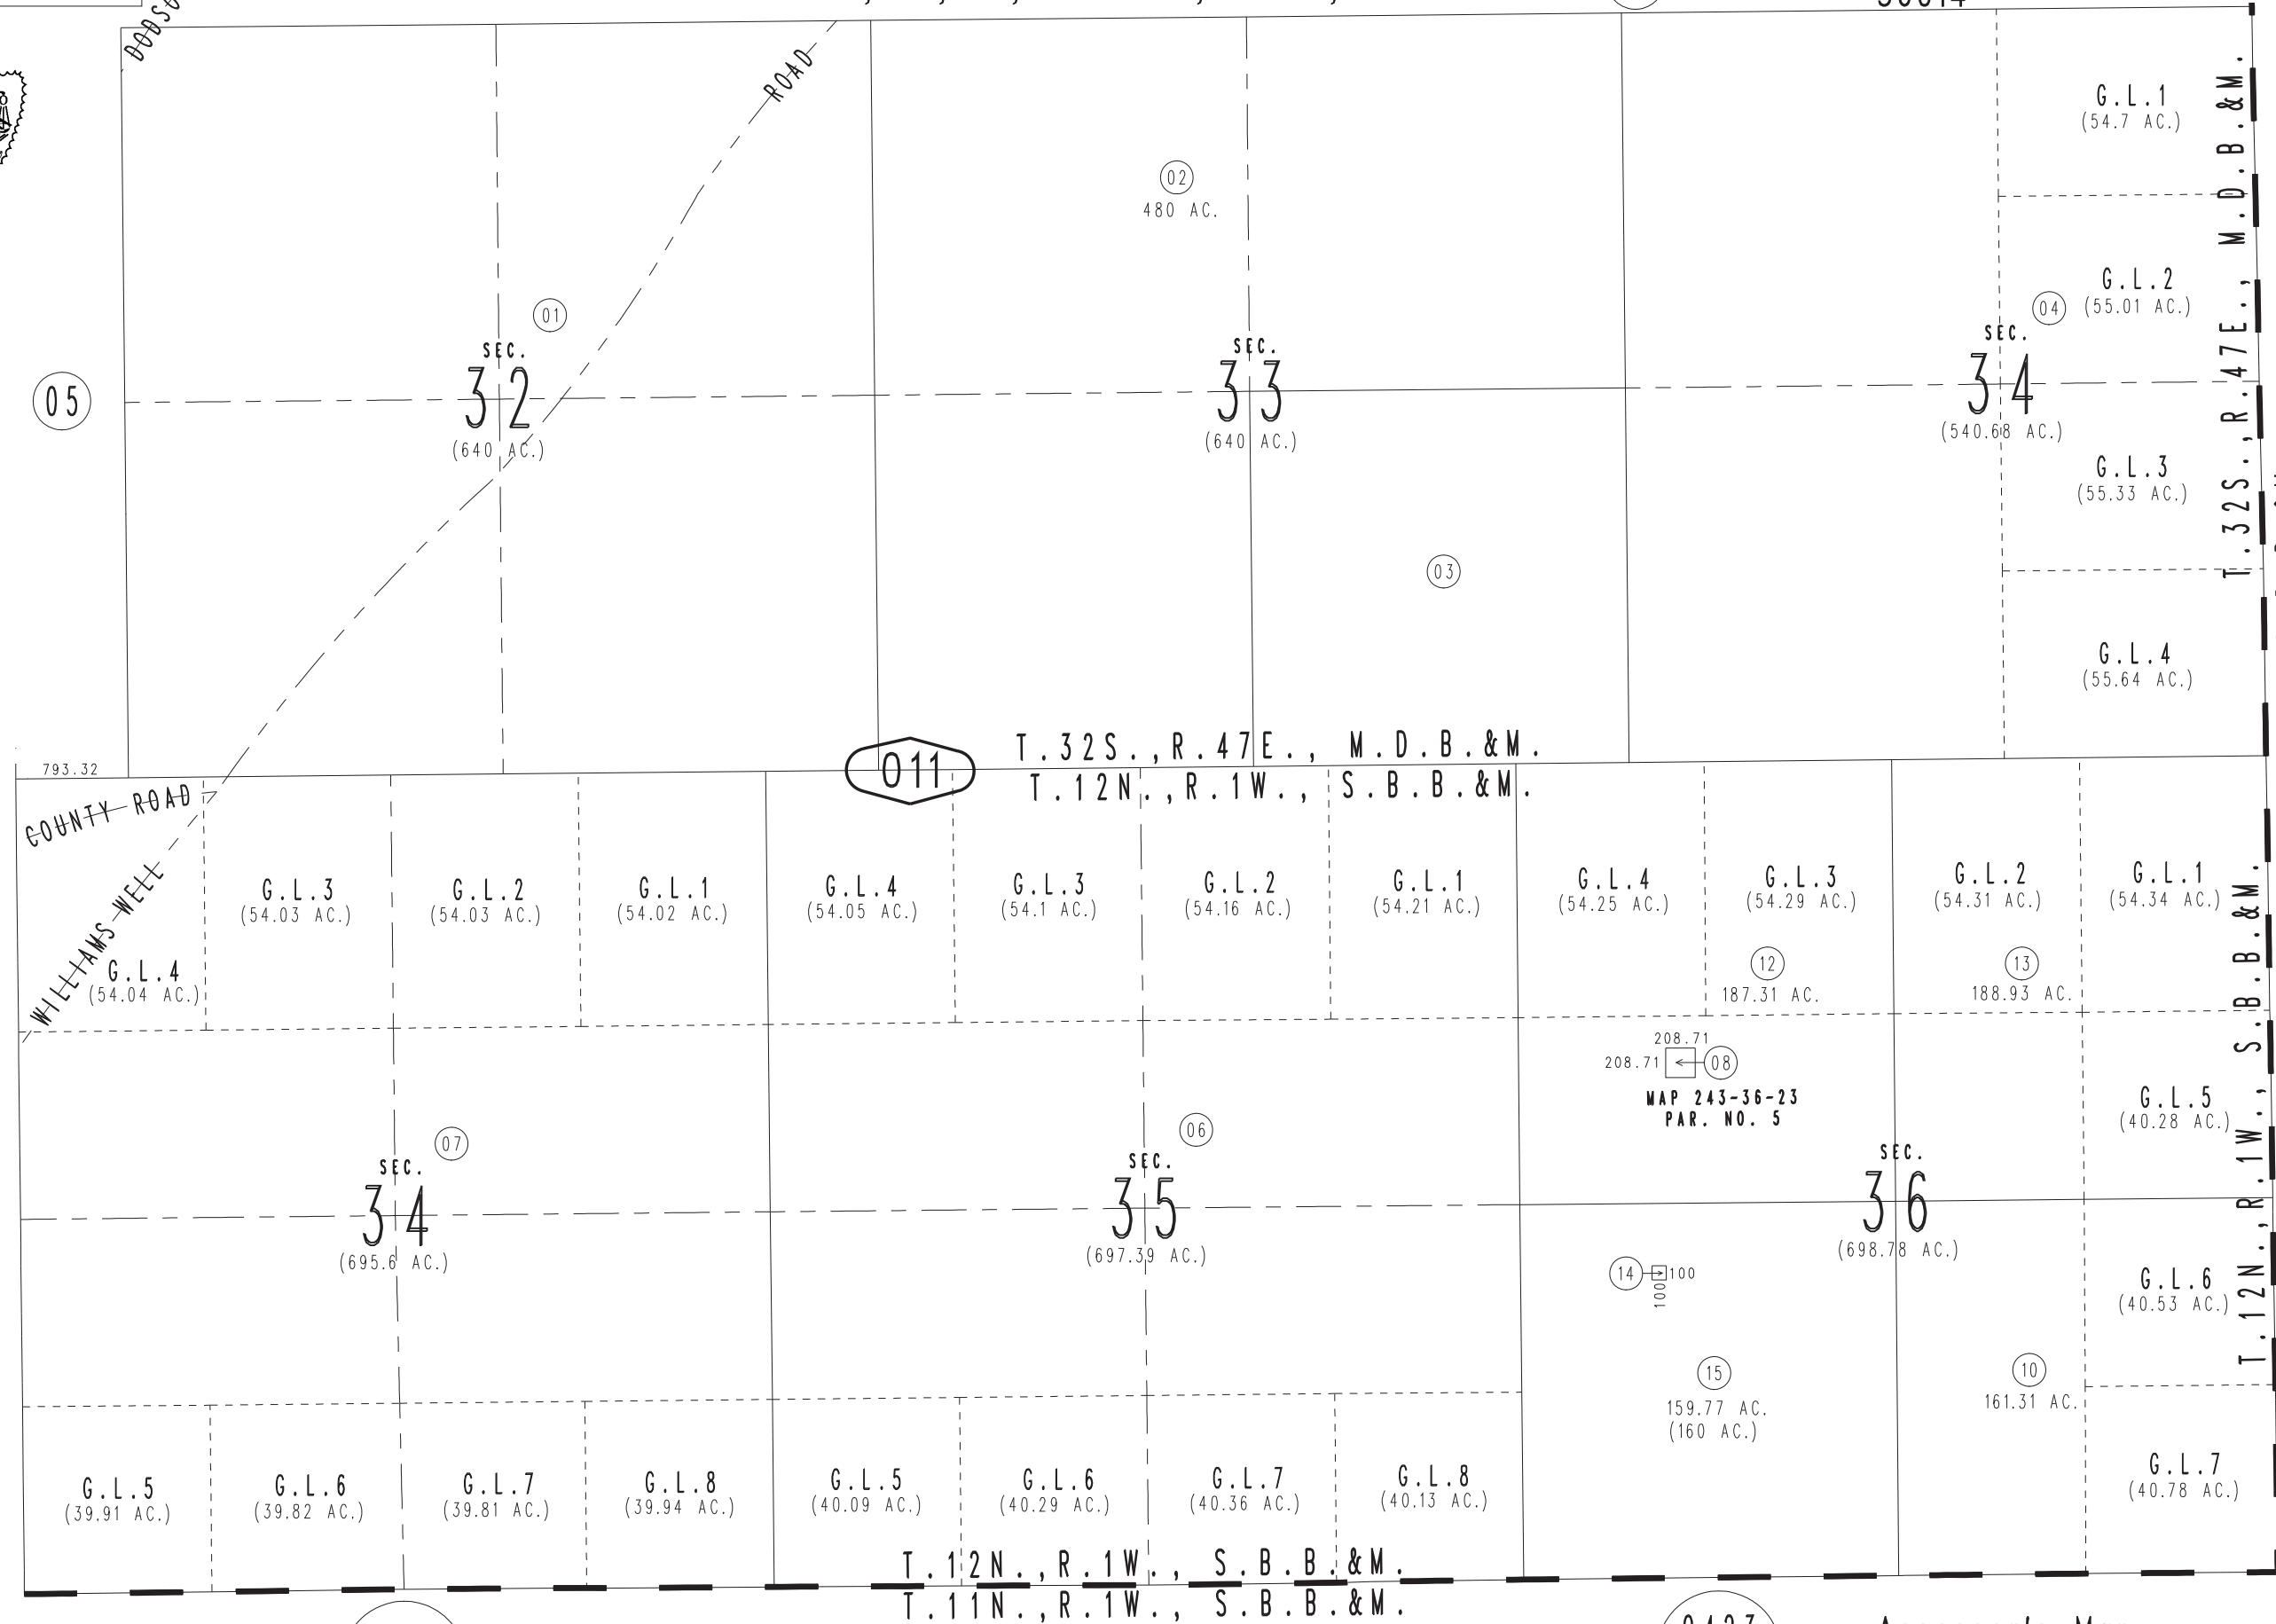 ROAD
G.L.1
(54.7 AC.)
02
480 AC.
G.L.2
(55.01 AC.)
01
04
SEC.
32
(640 AC.)
SEC.
33
(640 AC.)
SEC.
34
(540.68 AC.)
05
G.L.3
(55.33 AC.)
03
G.L.4
(55.64 AC.)
T.32S.,R.47E., M.D.B.&M.
011
T.32S.,R.47E., M.D.B.&M.
T.12N.,R.1W., S.B.B.&M.
793.32
COUNTY ROAD
WILLIAMS WELL
G.L.4
(54.04 AC.)
G.L.3
(54.03 AC.)
G.L.2
(54.03 AC.)
G.L.1
(54.02 AC.)
G.L.4
(54.05 AC.)
G.L.3
(54.1 AC.)
G.L.2
(54.16 AC.)
G.L.1
(54.21 AC.)
G.L.4
(54.25 AC.)
G.L.3
(54.29 AC.)
G.L.2
(54.31 AC.)
G.L.1
(54.34 AC.)
12
187.31 AC.
13
188.93 AC.
208.71
208.71
08
MAP 243-36-23
PAR. NO. 5
G.L.5
(40.28 AC.)
07
SEC.
34
(695.6 AC.)
06
SEC.
35
(697.39 AC.)
SEC.
36
(698.78 AC.)
14
100
100
G.L.6
(40.53 AC.)
15
159.77 AC.
(160 AC.)
10
161.31 AC.
G.L.7
(40.78 AC.)
T.12N.,R.1W., S.B.B.&M.
G.L.5
(39.91 AC.)
G.L.6
(39.82 AC.)
G.L.7
(39.81 AC.)
G.L.8
(39.94 AC.)
G.L.5
(40.09 AC.)
G.L.6
(40.29 AC.)
G.L.7
(40.36 AC.)
G.L.8
(40.13 AC.)
T.12N.,R.1W., S.B.B.&M.
T.11N.,R.1W., S.B.B.&M.